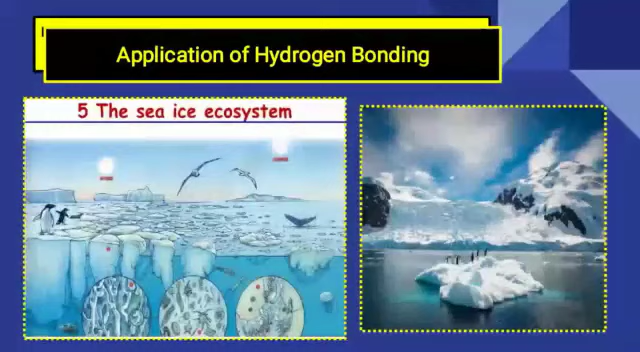 Application of Hydrogen Bonding
5 The sea ice ecosystem